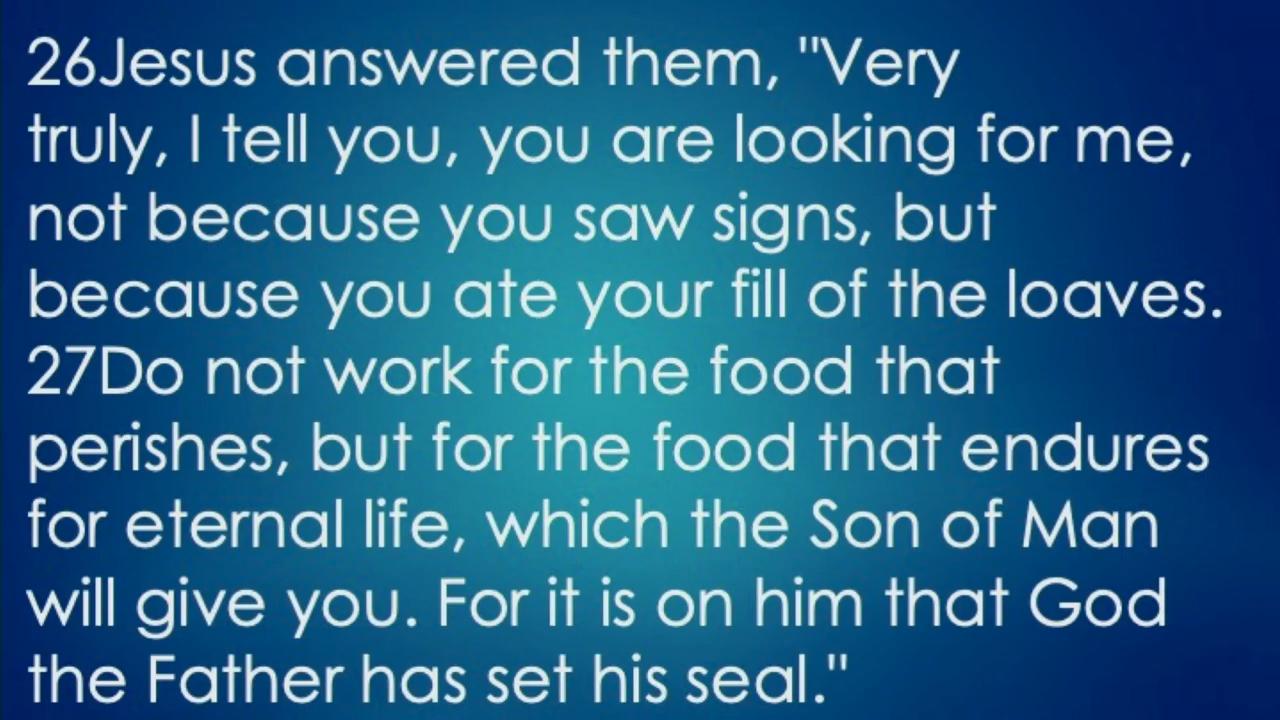 26Jesus answered them, "Very
truly, I tell you, you are looking for me,
not because you saw signs, but
because you ate your fill of the loaves.
27Do not work for the food that
perishes, but for the food that endures
for eternal life, which the Son of Man
will give you. For it is on him that God
the Father has set his seal."